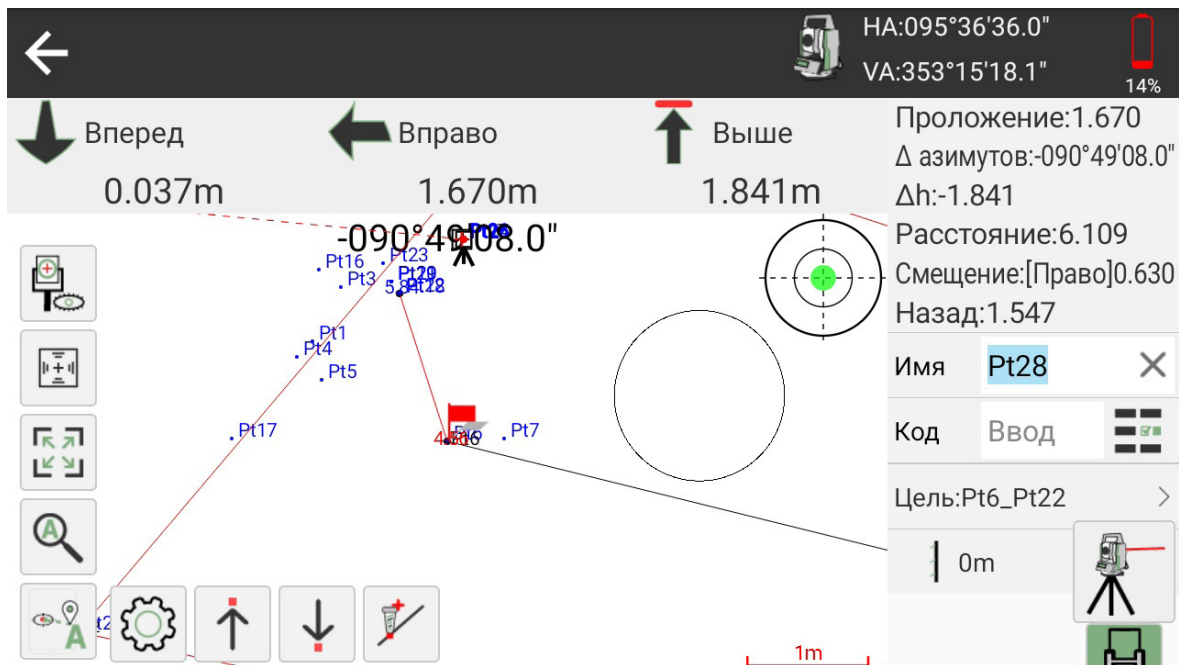 HA:095°36'36.0"
VA:353°15'18.1"
14%
Вперед
0.037m
Вправо
1.670m
Выше
1.841m
Проложение:1.670
Δ азимутов:-090°49'08.0"
Δh:-1.841
Расстояние:6.109
Смещение:[Право]0.630
Назад:1.547
Имя
Pt28
Код
Ввод
Цель:Pt6_Pt22
0m
-090°49'08.0"
Pt16
Pt23
Pt3
Pt1
Pt4
Pt5
Pt17
Pt7
1m